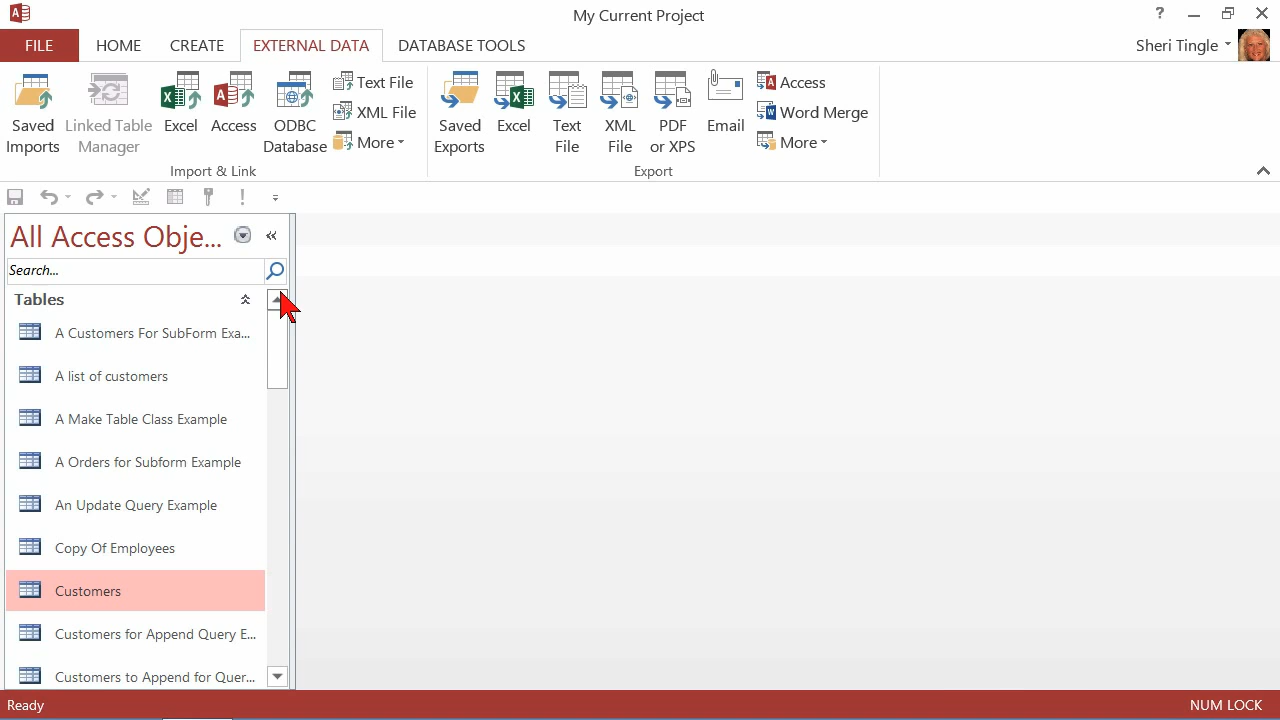 My Current Project
?
FILE HOME CREATE EXTERNAL DATA DATABASE TOOLS Sheri Tingle
Saved Imports
Linked Table Manager
Excel
Access
ODBC Database
Text File
XML File
More
Import & Link
Saved Exports
Excel
Text File
XML File
PDF or XPS
Email
Access
Word Merge
More
Export
All Access Obje...
Search...
Tables
A Customers For SubForm Exa...
A list of customers
A Make Table Class Example
A Orders for Subform Example
An Update Query Example
Copy Of Employees
Customers
Customers for Append Query E...
Customers to Append for Quer...
Ready
NUM LOCK